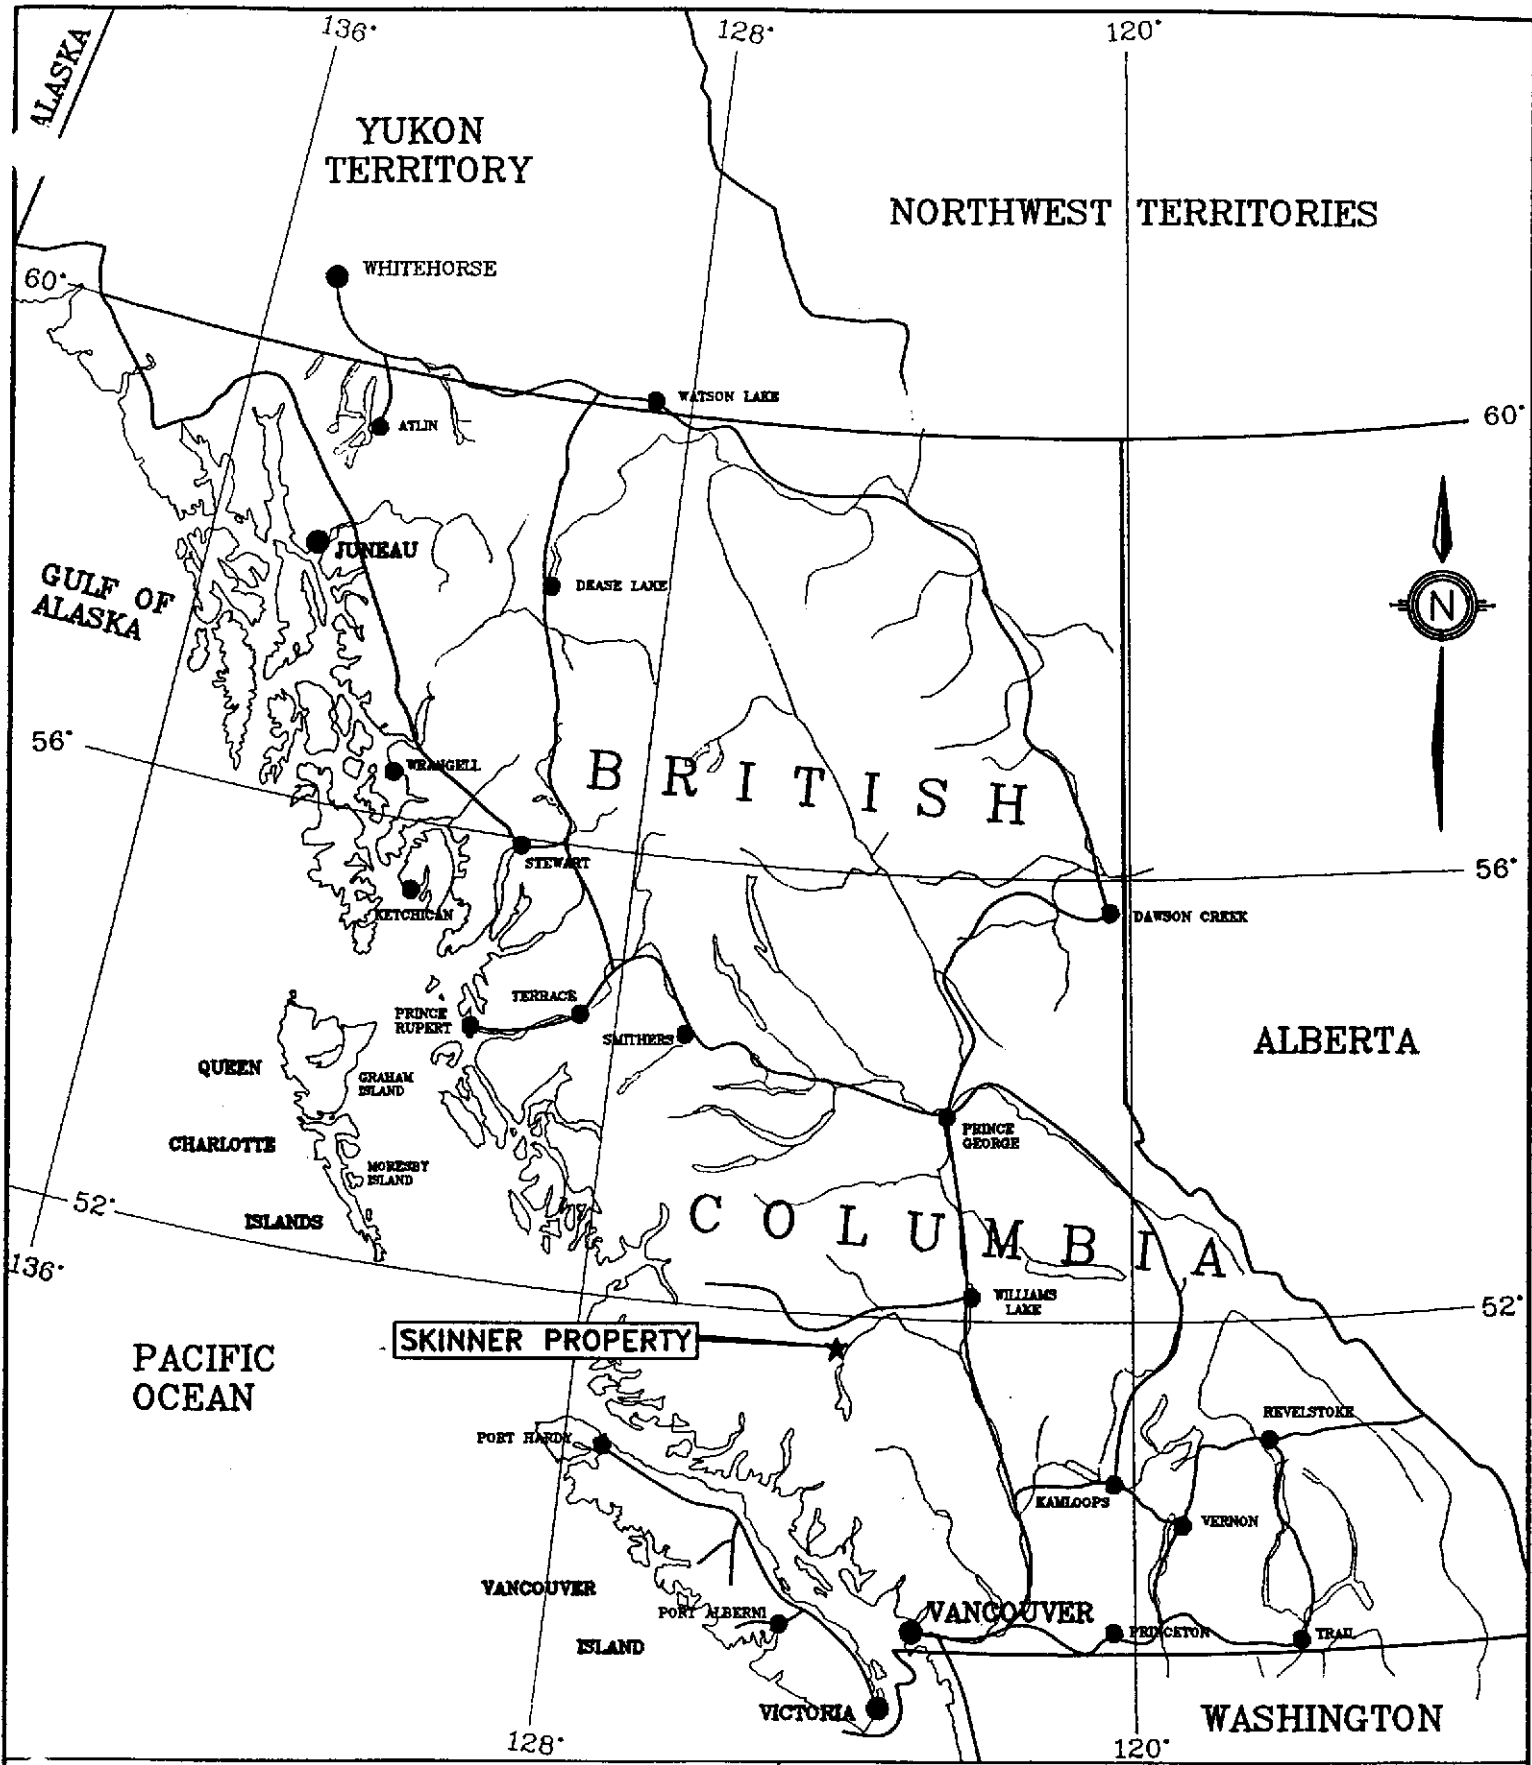 136°
128°
120°
ALASKA
YUKON
TERRITORY
NORTHWEST TERRITORIES
WHITEHORSE
60°
WATSON LAKE
60°
ATLIN
JUNEAU
DEASE LAKE
N
GULF OF
ALASKA
56°
WRANGELL
BRITISH
STEWART
56°
KETCHICAN
DAWSON CREEK
TERRACE
PRINCE
RUPERT
SMITHERS
ALBERTA
QUEEN
GRAHAM
ISLAND
PRINCE
GEORGE
CHARLOTTE
MORESBY
ISLAND
52°
ISLANDS
COLUMBIA
136°
WILLIAMS
LAKE
52°
SKINNER PROPERTY
PACIFIC
OCEAN
REVELSTOKE
PORT HARDY
KAMLOOPS
VERNON
VANCOUVER
PORT ALBERNI
VANCOUVER
PRINCETON
TRAIL
ISLAND
VICTORIA
WASHINGTON
128°
120°